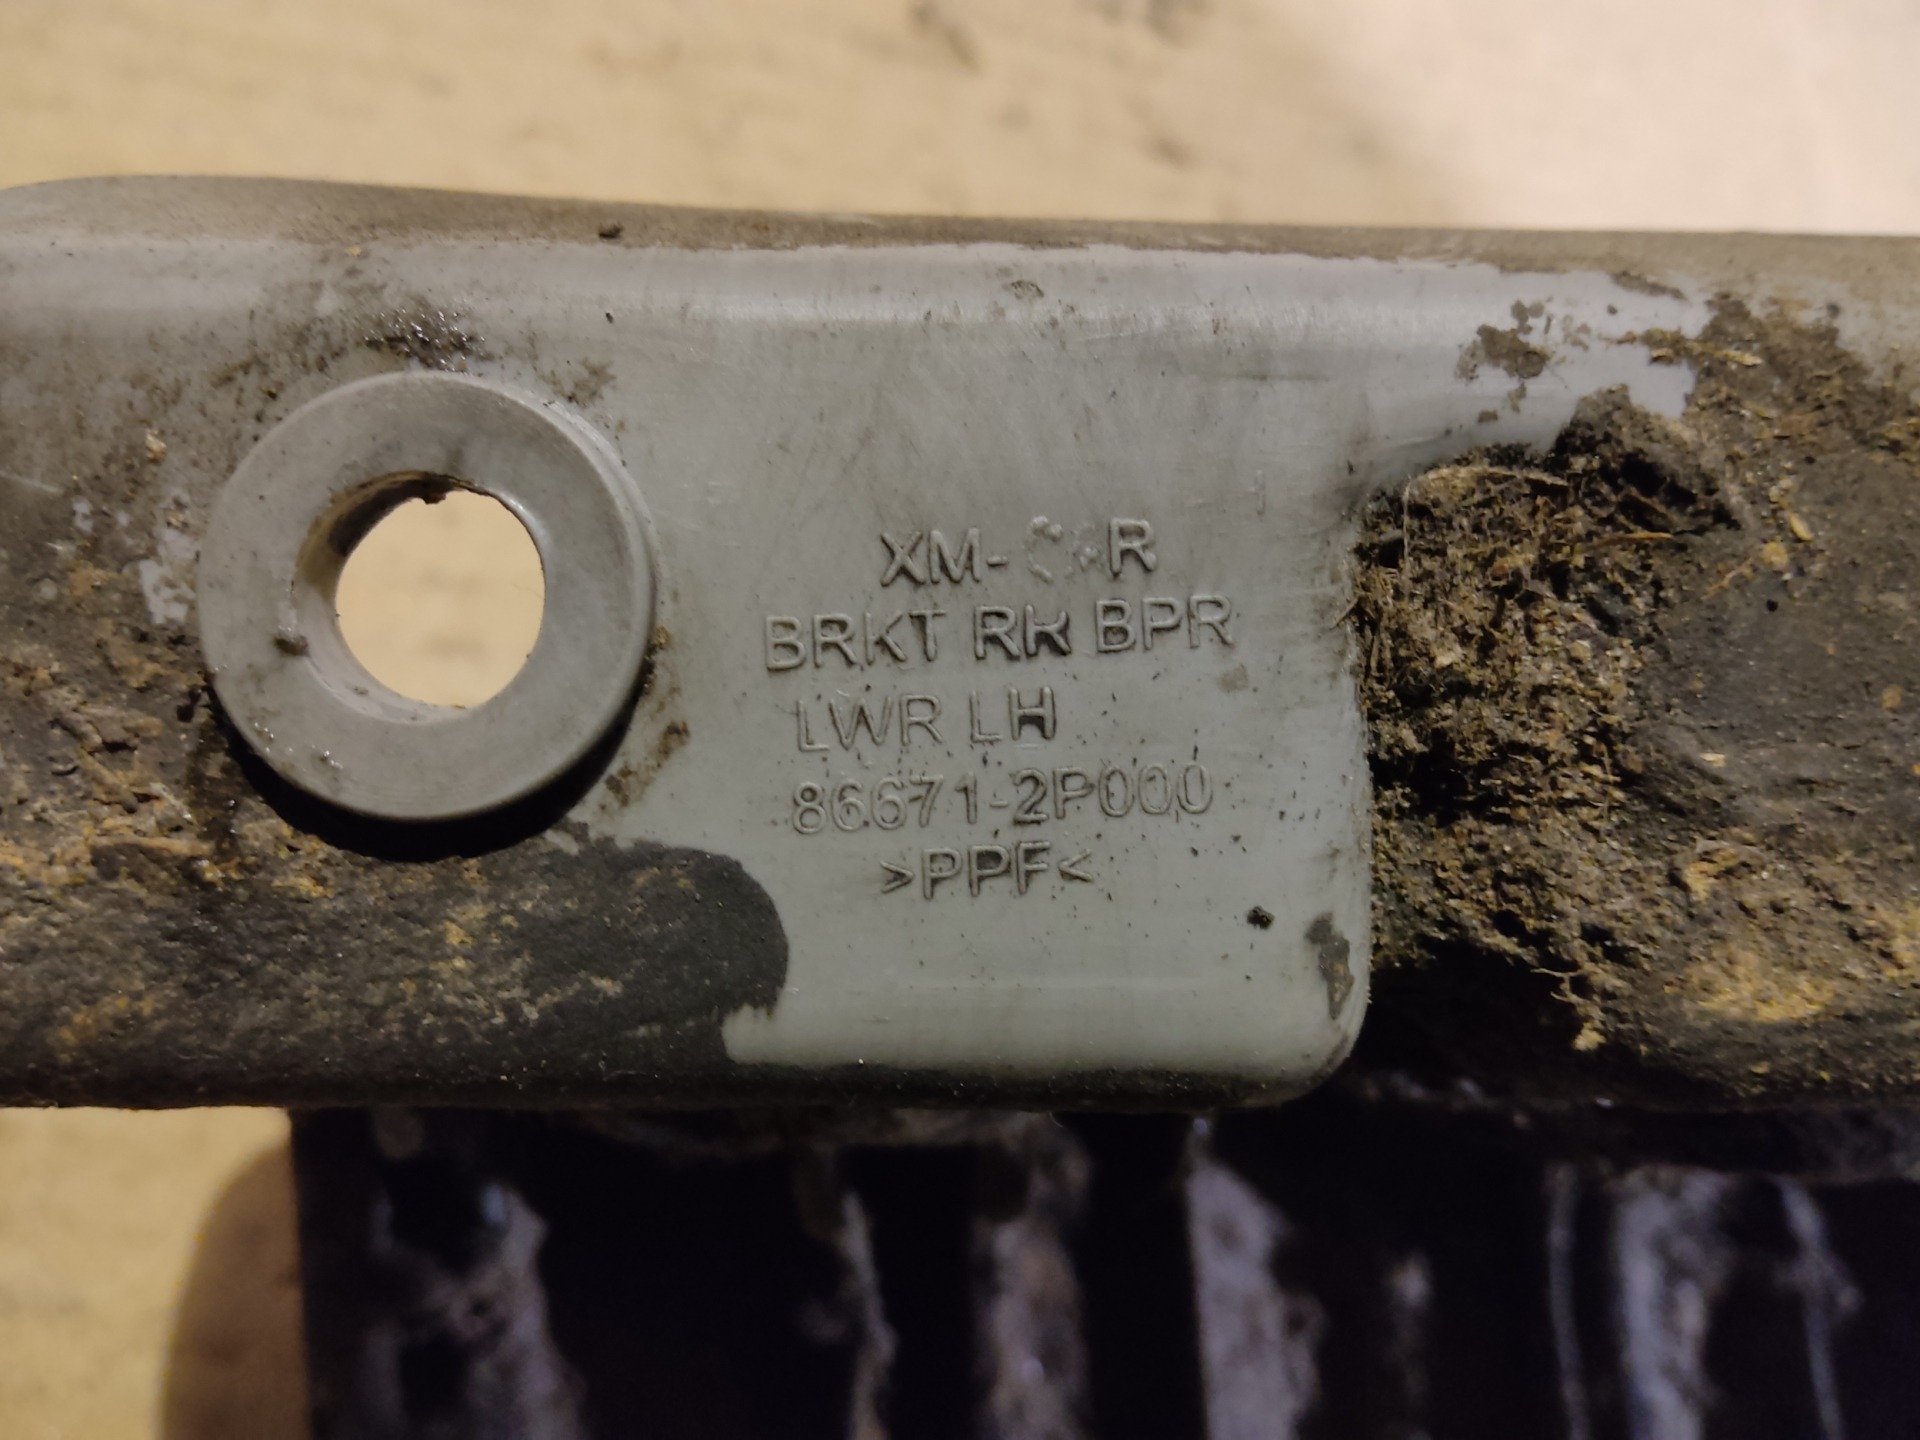 BRKT RR BPR
LWR LH
86671-2P000
>PPF<